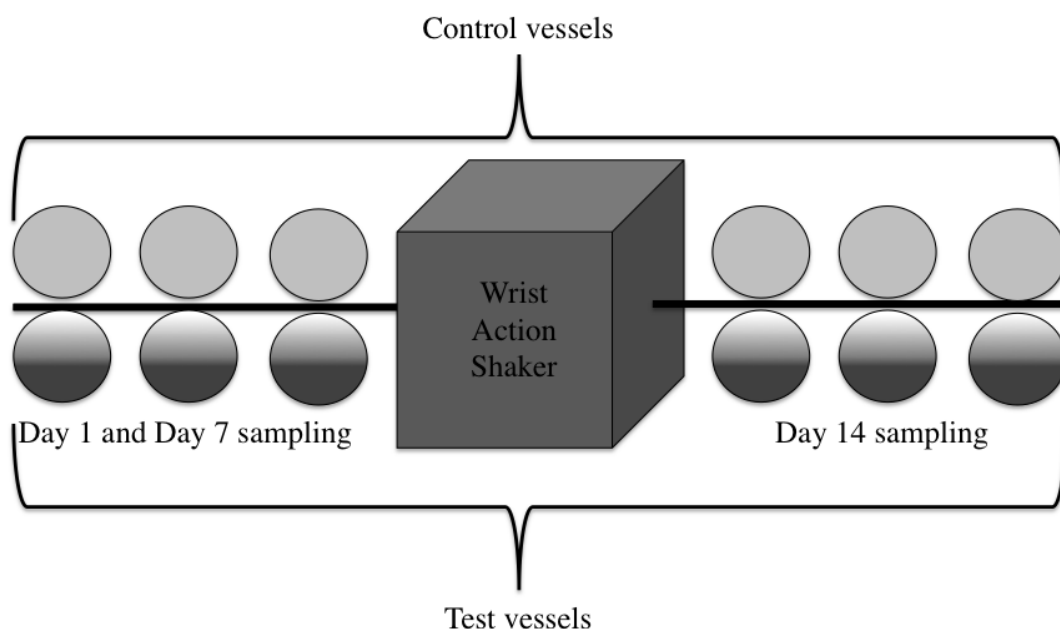 Control vessels
Wrist
Action
Shaker
Day 1 and Day 7 sampling
Day 14 sampling
Test vessels